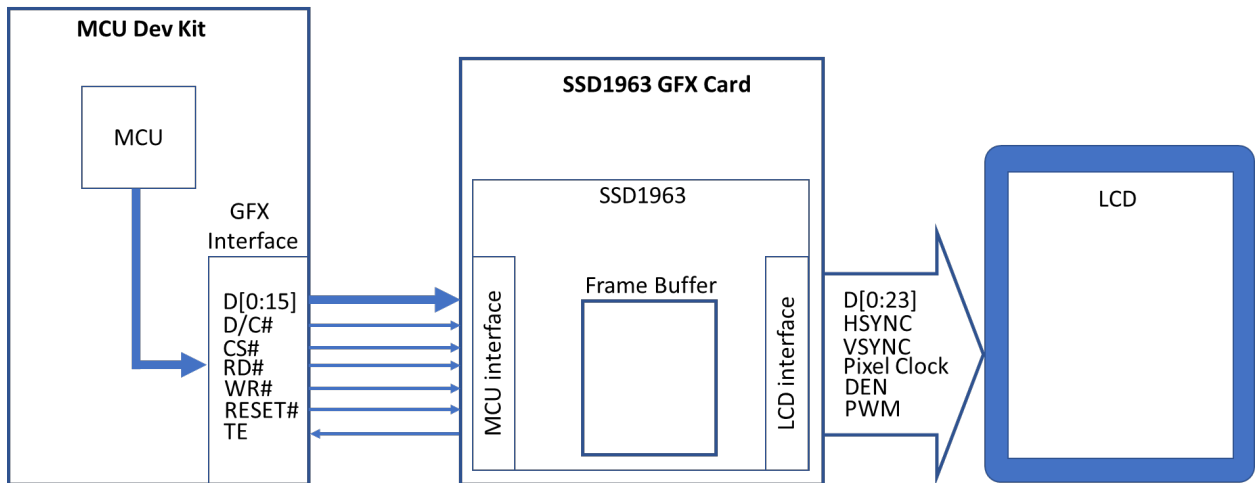 MCU Dev Kit
MCU
GFX
Interface
D[0:15]
D/C#
CS#
RD#
WR#
RESET#
TE
SSD1963 GFX Card
SSD1963
MCU interface
Frame Buffer
LCD interface
D[0:23]
HSYNC
VSYNC
Pixel Clock
DEN
PWM
LCD